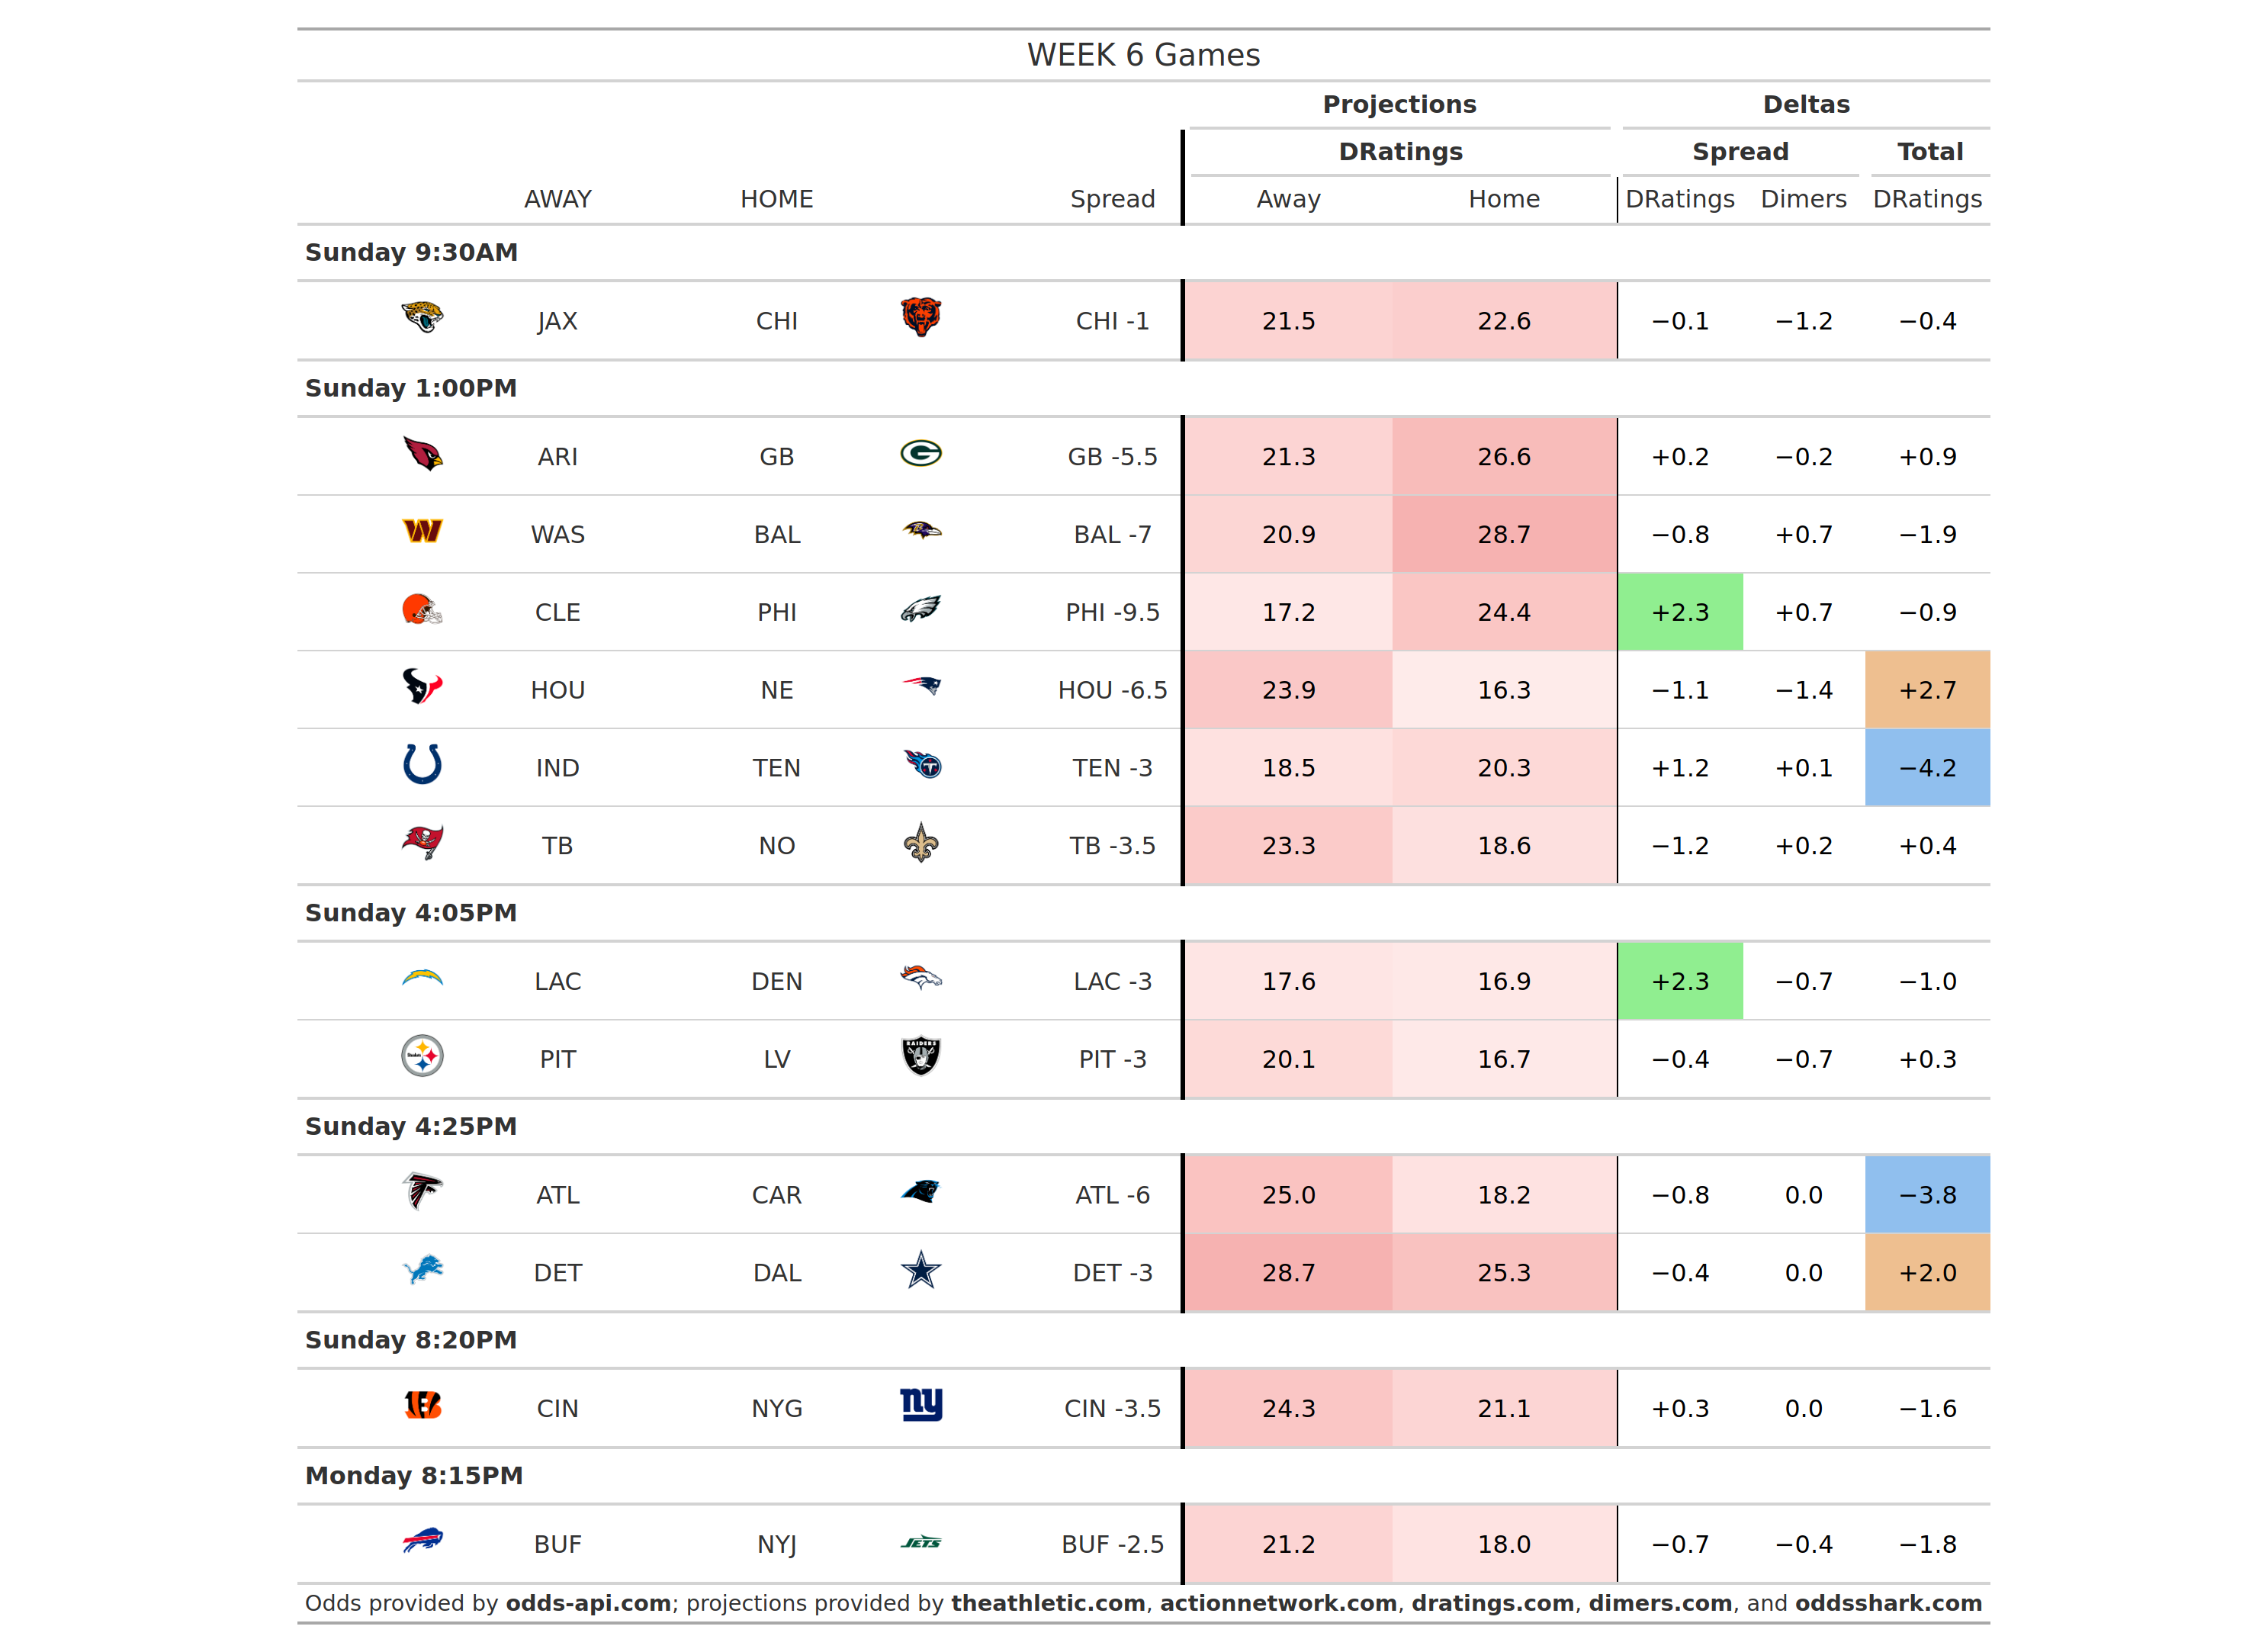 WEEK 6 Games
Projections Deltas
DRatings Spread Total
AWAY HOME Spread Away Home DRatings Dimers DRatings
Sunday 9:30AM
JAX CHI CHI -1 21.5 22.6 −0.1 −1.2 −0.4
Sunday 1:00PM
ARI GB GB -5.5 21.3 26.6 +0.2 −0.2 +0.9
WAS BAL BAL -7 20.9 28.7 −0.8 +0.7 −1.9
CLE PHI PHI -9.5 17.2 24.4 +2.3 +0.7 −0.9
HOU NE HOU -6.5 23.9 16.3 −1.1 −1.4 +2.7
IND TEN TEN -3 18.5 20.3 +1.2 +0.1 −4.2
TB NO TB -3.5 23.3 18.6 −1.2 +0.2 +0.4
Sunday 4:05PM
LAC DEN LAC -3 17.6 16.9 +2.3 −0.7 −1.0
PIT LV RAIDERS PIT -3 20.1 16.7 −0.4 −0.7 +0.3
Sunday 4:25PM
ATL CAR ATL -6 25.0 18.2 −0.8 0.0 −3.8
DET DAL DET -3 28.7 25.3 −0.4 0.0 +2.0
Sunday 8:20PM
CIN NYG ny CIN -3.5 24.3 21.1 +0.3 0.0 −1.6
Monday 8:15PM
BUF NYJ JETS BUF -2.5 21.2 18.0 −0.7 −0.4 −1.8
Odds provided by odds-api.com; projections provided by theathletic.com, actionnetwork.com, dratings.com, dimers.com, and oddsshark.com